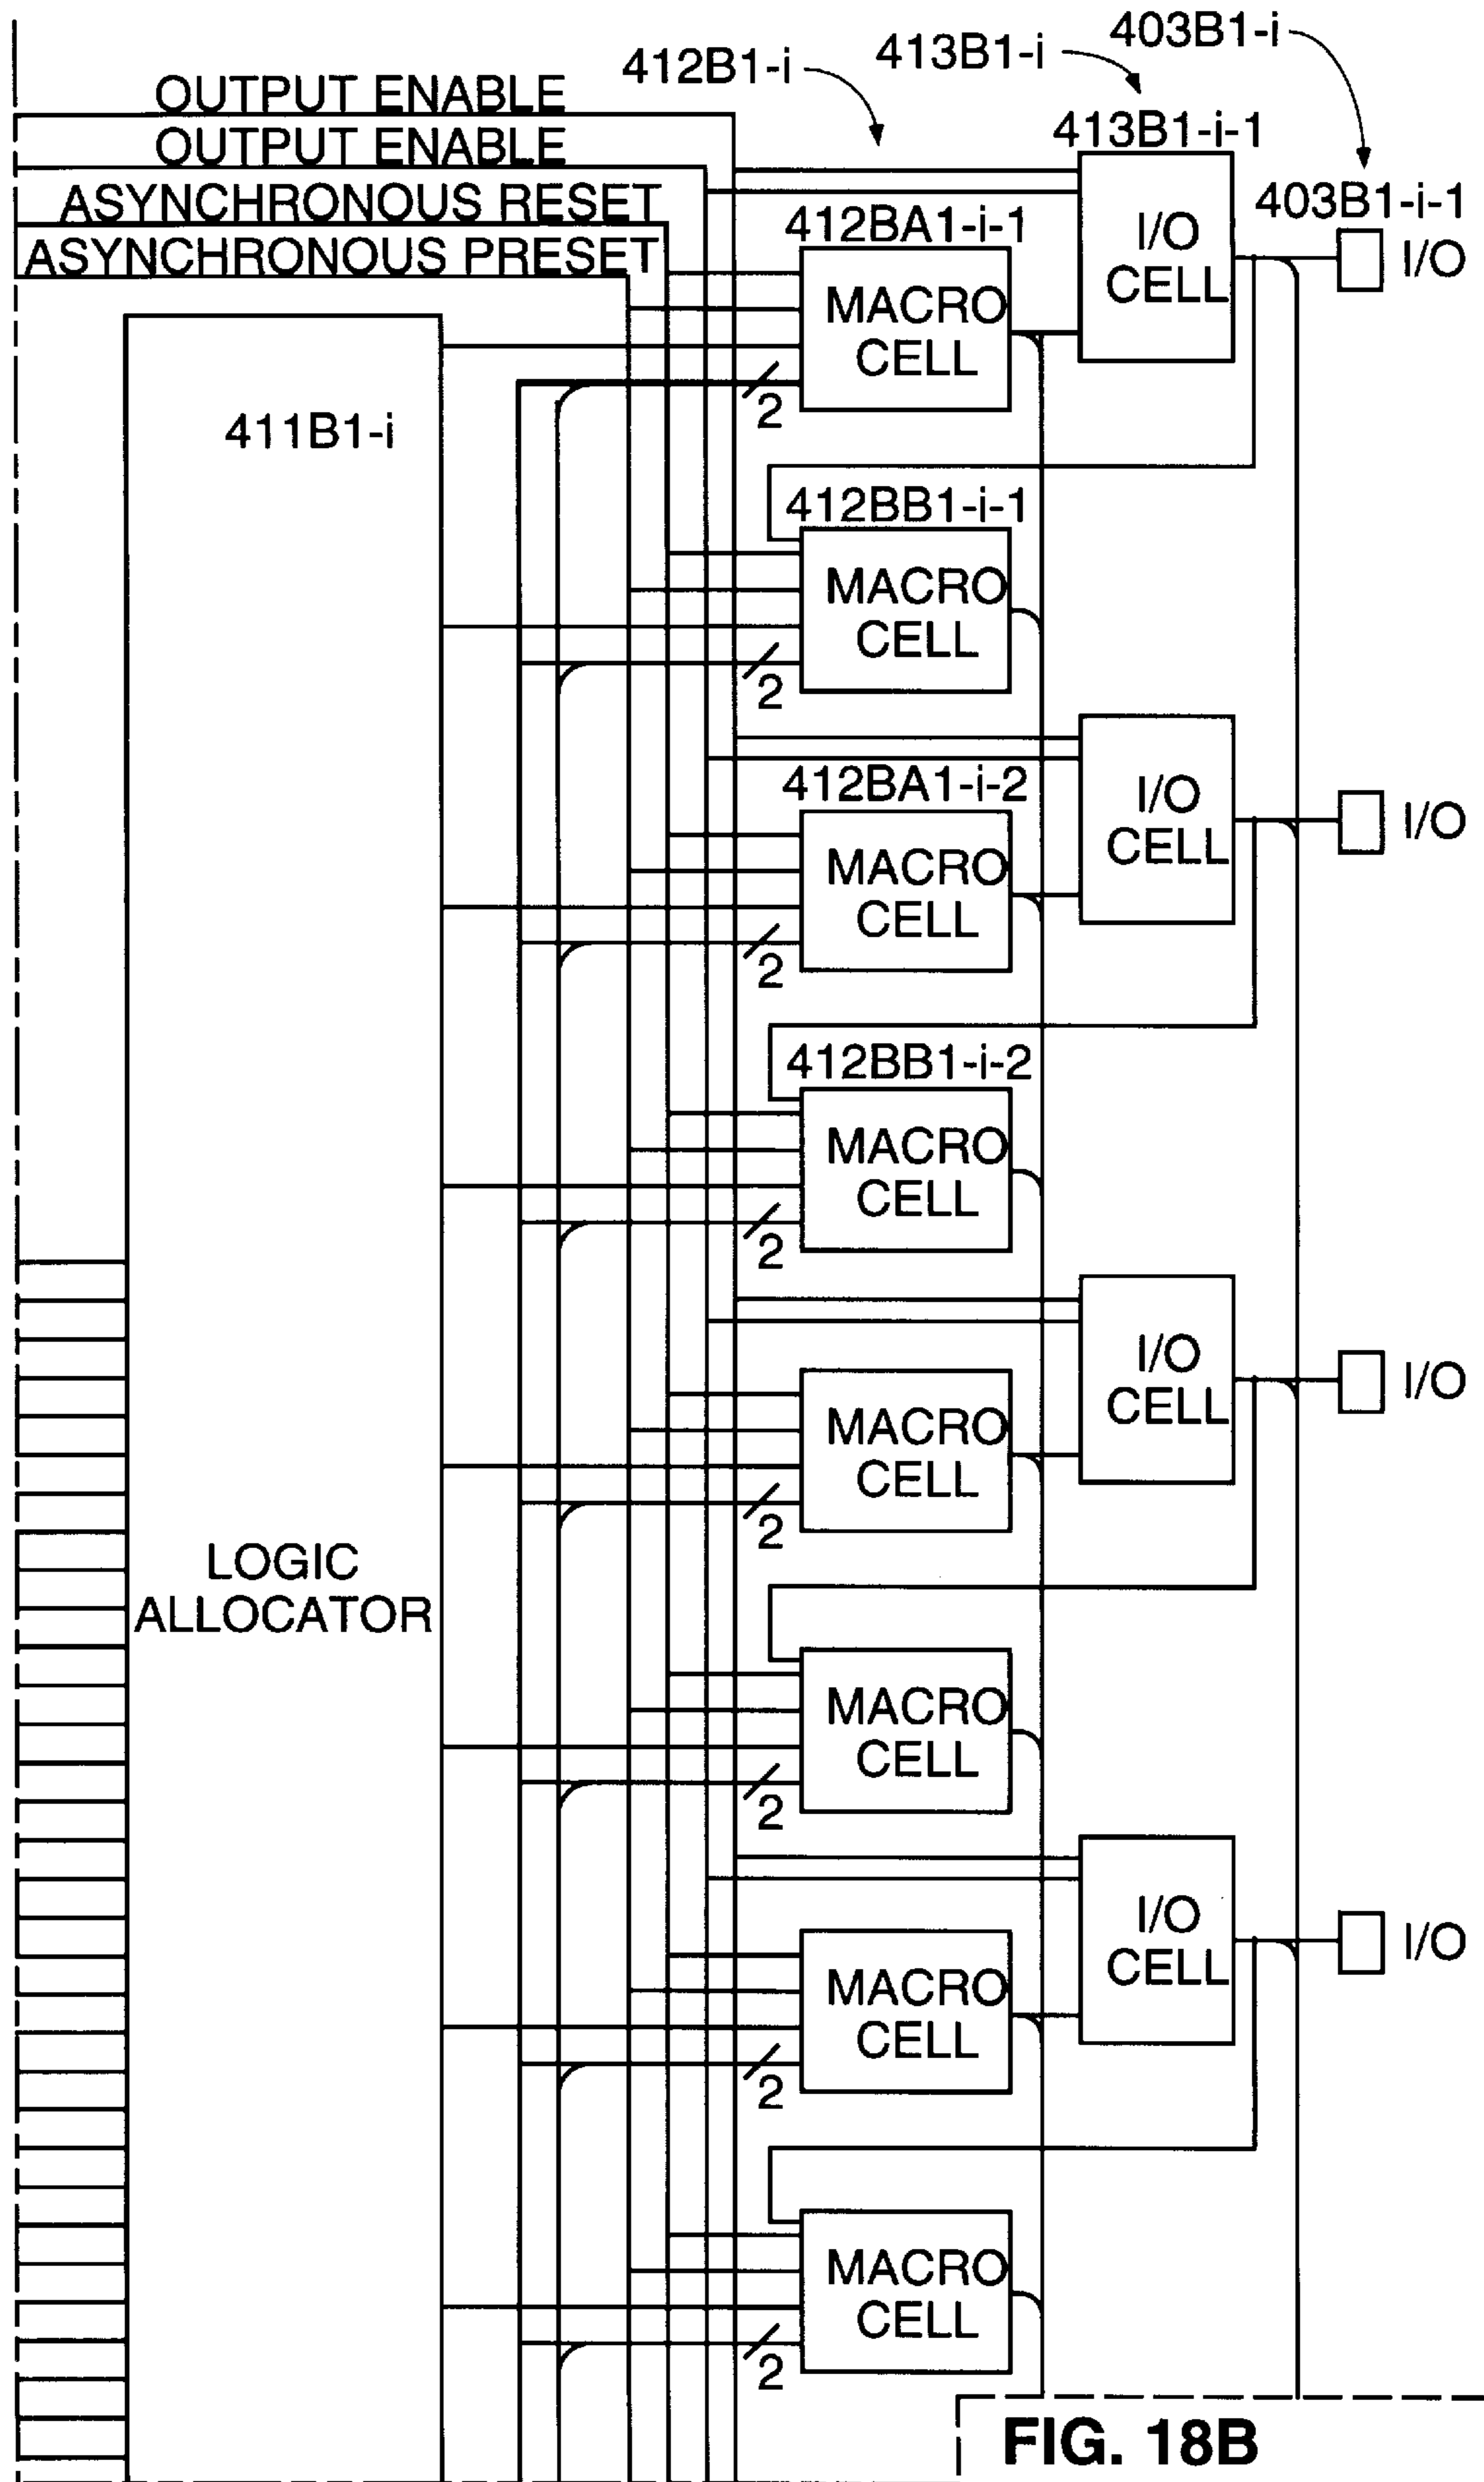 403B1-i
413B1-i
412B1-i
OUTPUT ENABLE
OUTPUT ENABLE
413B1-i-1
ASYNCHRONOUS RESET
403B1-i-1
412BA1-i-1
I/O
CELL
I/O
ASYNCHRONOUS PRESET
MACRO
CELL
2
411B1-i
412BB1-i-1
MACRO
CELL
2
412BA1-i-2
I/O
CELL
I/O
MACRO
CELL
2
412BB1-i-2
MACRO
CELL
2
I/O
CELL
I/O
MACRO
CELL
2
LOGIC
ALLOCATOR
MACRO
CELL
2
I/O
CELL
I/O
MACRO
CELL
2
MACRO
CELL
2
FIG. 18B